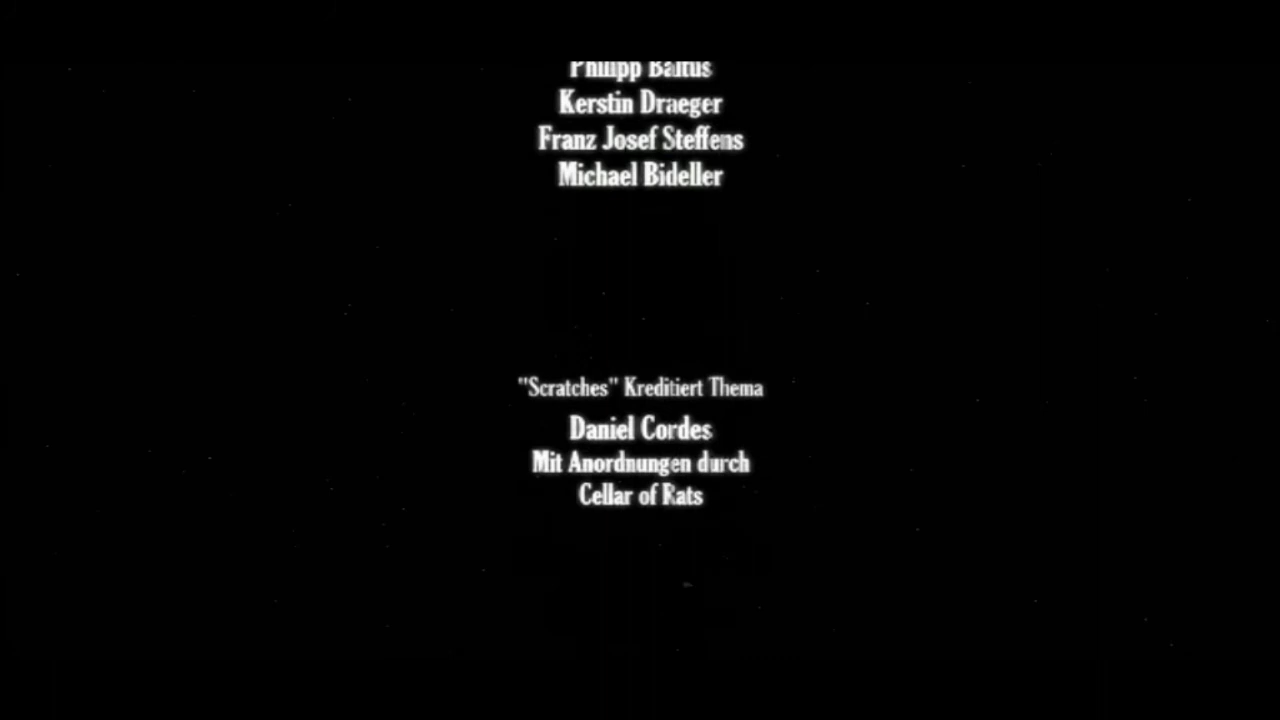 Philipp Baltus
Kerstin Draeger
Franz Josef Steffens
Michael Bideller
"Scratches" Kreditiert Thema
Daniel Cordes
Mit Anordnungen durch
Cellar of Rats